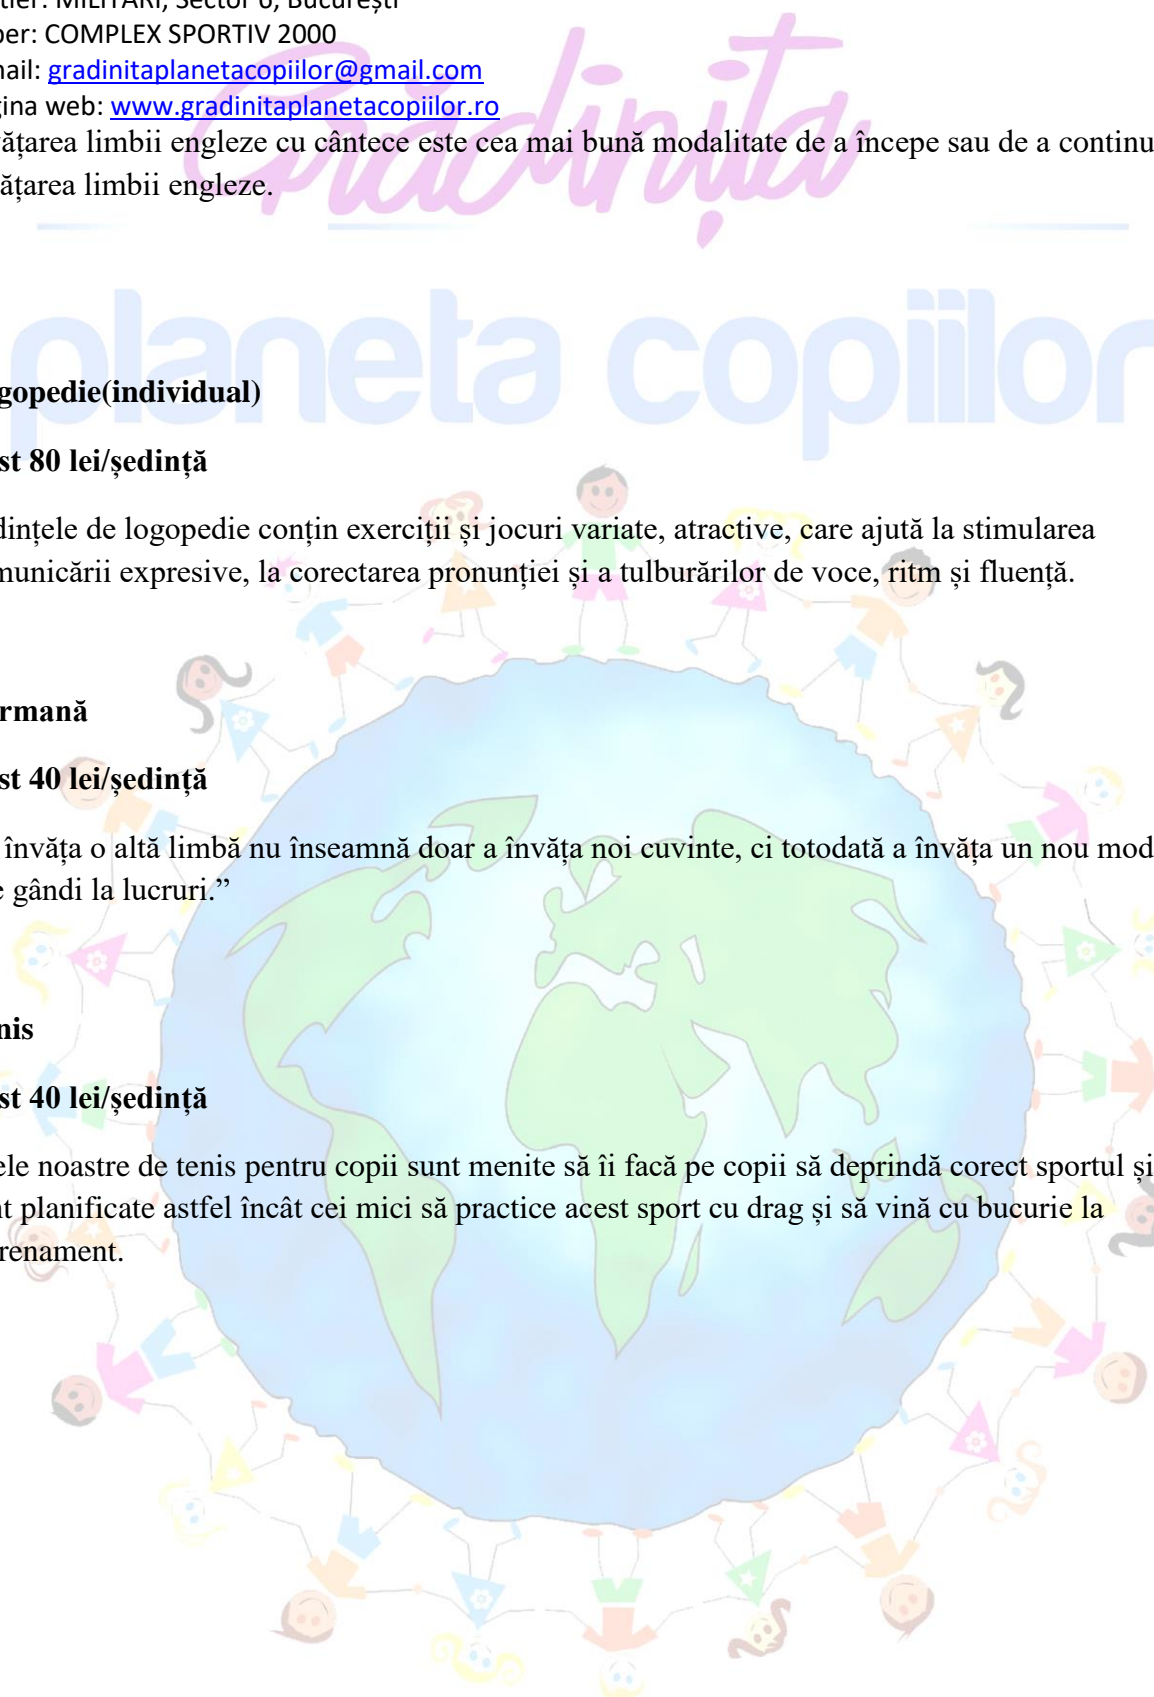 tier: MILITARI, Sector 6, București
per: COMPLEX SPORTIV 2000
ail: gradinitaplanetacopiilor@gmail.com
gina web: www.gradinitaplanetacopiilor.ro
ățarea limbii engleze cu cântece este cea mai bună modalitate de a începe sau de a continu
ățarea limbii engleze.
Grădinița
planeta copiilor
gopedie(individual)
st 80 lei/ședință
dințele de logopedie conțin exerciții și jocuri variate, atractive, care ajută la stimularea
municării expresive, la corectarea pronunției și a tulburărilor de voce, ritm și fluență.
rmană
st 40 lei/ședință
învăța o altă limbă nu înseamnă doar a învăța noi cuvinte, ci totodată a învăța un nou mod
e gândi la lucruri.”
nis
st 40 lei/ședință
ele noastre de tenis pentru copii sunt menite să îi facă pe copii să deprindă corect sportul și
t planificate astfel încât cei mici să practice acest sport cu drag și să vină cu bucurie la
renament.